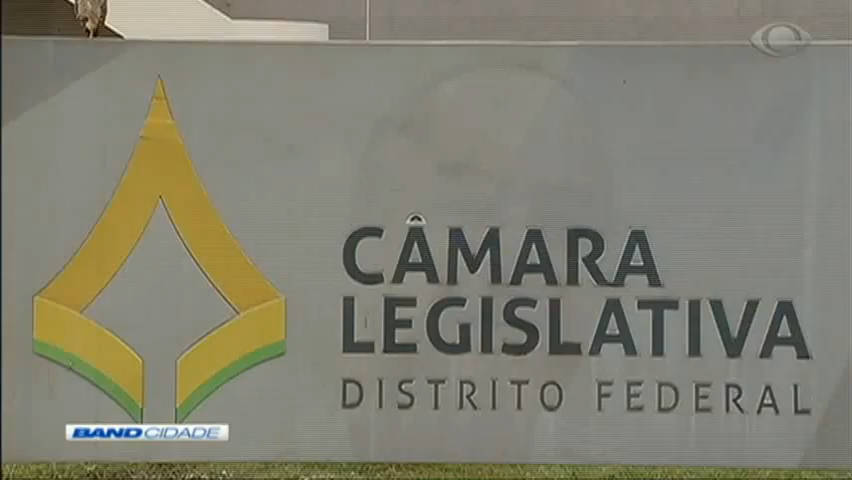 CÂMARA
LEGISLATIVA
DISTRITO FEDERAL
BAND CIDADE